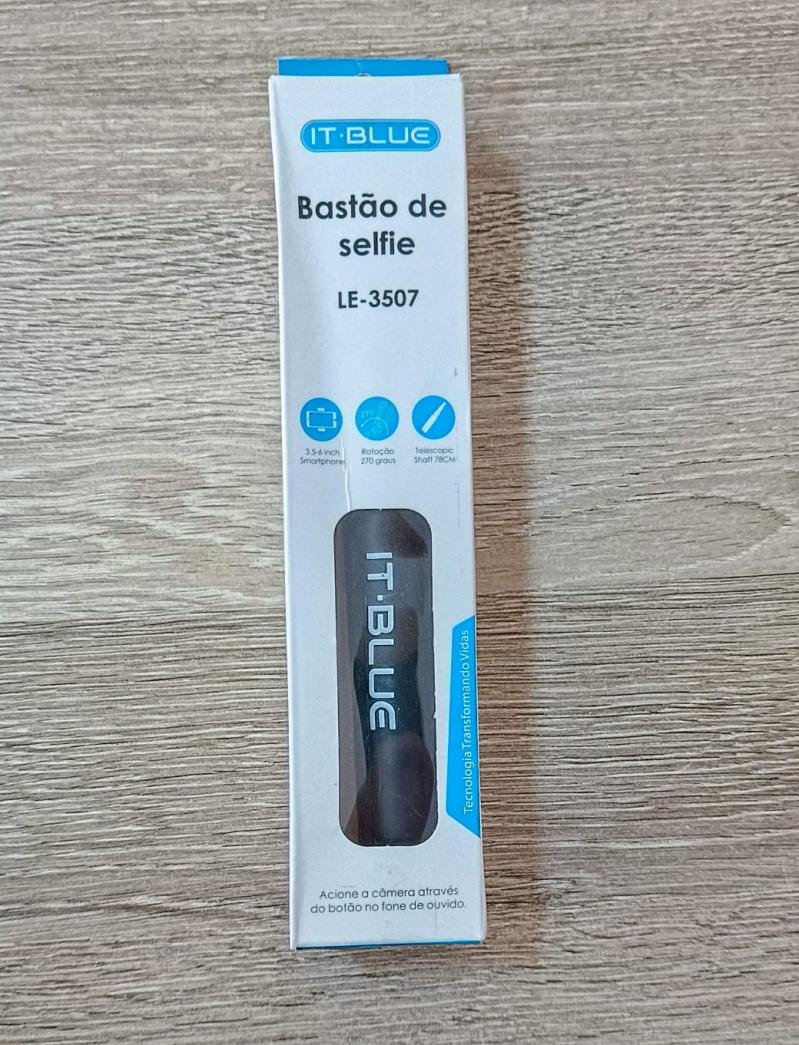 IT·BLUE
Bastão de
selfie
LE-3507
270
3.5-6 inch
Smartphone
Rotação
270 graus
Telescopic
Shaft 78CM
IT·BLUE
Tecnologia Transformando Vidas
Acione a câmera através
do botão no fone de ouvido.